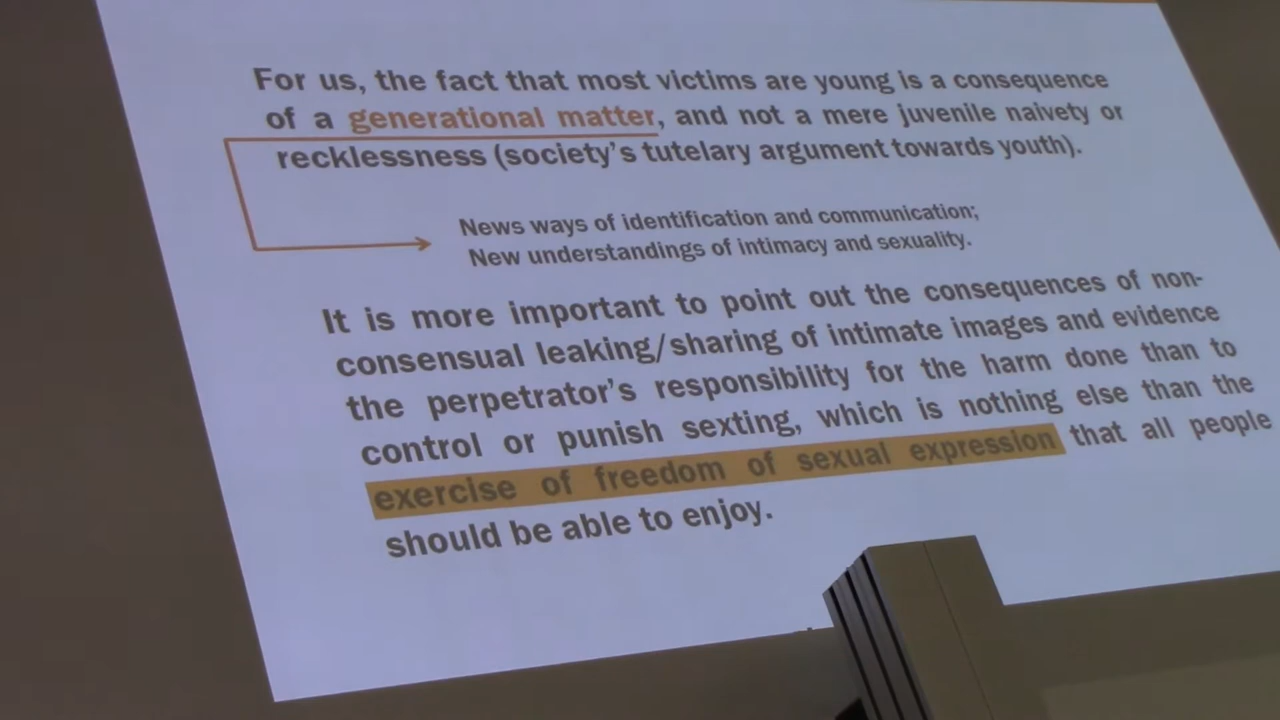 For us, the fact that most victims are young is a consequence
of a generational matter, and not a mere juvenile naivety or
recklessness (society's tutelary argument towards youth).
News ways of identification and communication;
New understandings of intimacy and sexuality.
It is more important to point out the consequences of non-
consensual leaking/sharing of intimate images and evidence
the perpetrator's responsibility for the harm done than to
control or punish sexting, which is nothing else than the
exercise of freedom of sexual expression that all people
should be able to enjoy.